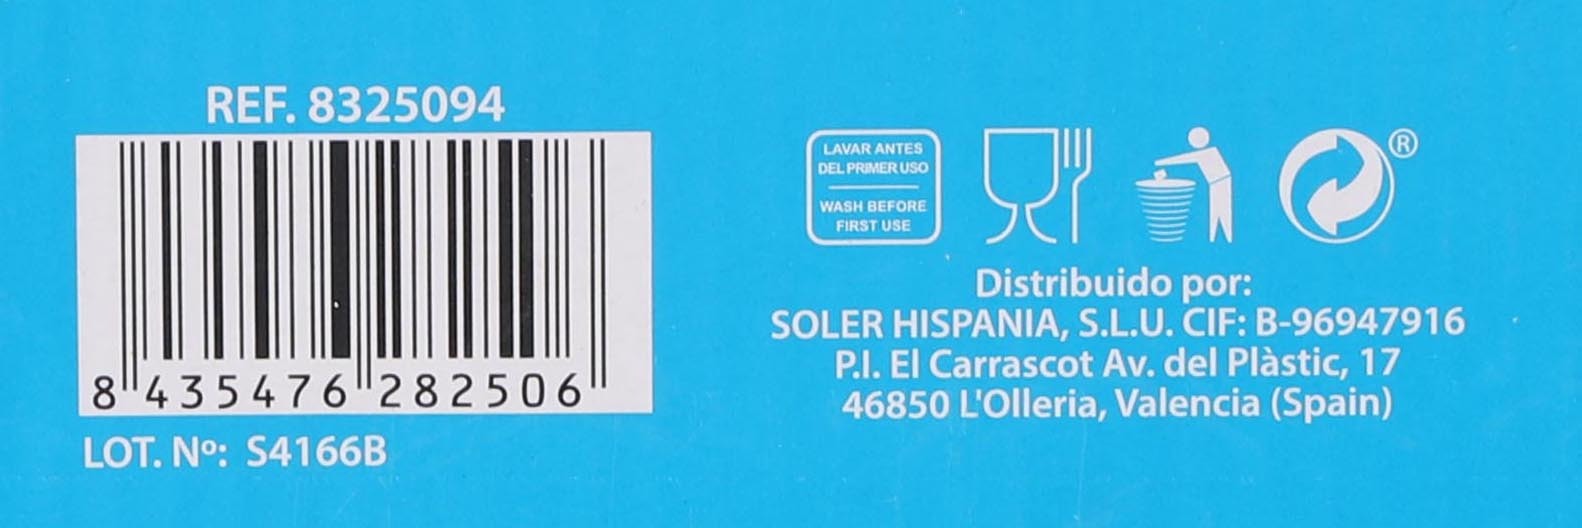 REF. 8325094
8 435476 282506
LOT. Nº: S4166B
LAVAR ANTES
DEL PRIMER USO
WASH BEFORE
FIRST USE
®
Distribuido por:
SOLER HISPANIA, S.L.U. CIF: B-96947916
P.I. El Carrascot Av. del Plàstic, 17
46850 L'Olleria, Valencia (Spain)